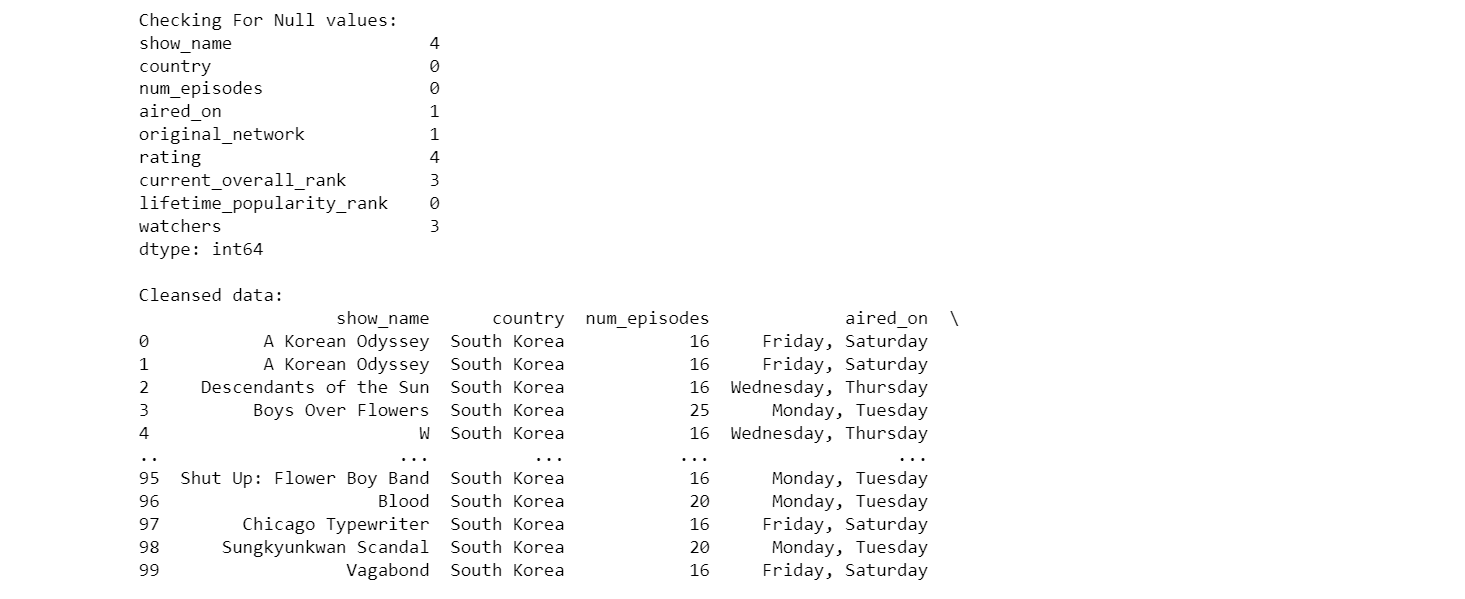 Checking For Null values:
show_name                   4
country                     0
num_episodes                0
aired_on                    1
original_network            1
rating                      4
current_overall_rank        3
lifetime_popularity_rank    0
watchers                    3
dtype: int64
Cleansed data:
                   show_name      country  num_episodes             aired_on  \
0           A Korean Odyssey  South Korea            16     Friday, Saturday
1           A Korean Odyssey  South Korea            16     Friday, Saturday
2     Descendants of the Sun  South Korea            16  Wednesday, Thursday
3          Boys Over Flowers  South Korea            25      Monday, Tuesday
4                          W  South Korea            16  Wednesday, Thursday
..                       ...          ...           ...                  ...
95  Shut Up: Flower Boy Band  South Korea            16      Monday, Tuesday
96                     Blood  South Korea            20      Monday, Tuesday
97        Chicago Typewriter  South Korea            16     Friday, Saturday
98      Sungkyunkwan Scandal  South Korea            20      Monday, Tuesday
99                  Vagabond  South Korea            16     Friday, Saturday